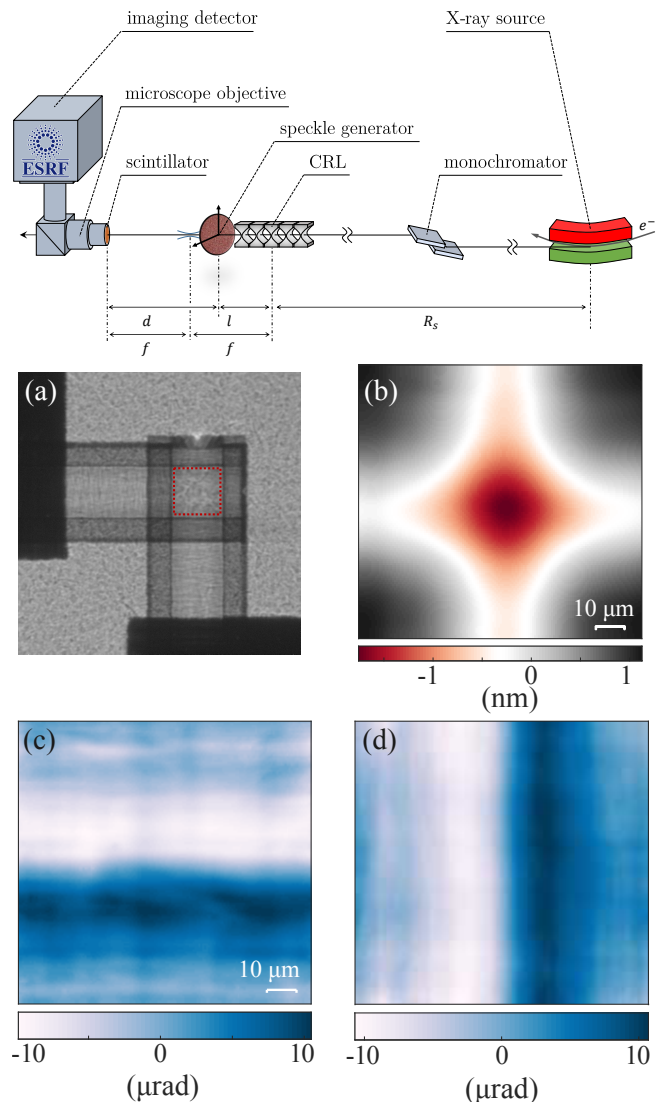 imaging detector
X-ray source
microscope objective
speckle generator
scintillator
CRL
monochromator
ESRF
e⁻
d
l
R_s
f
f
(a)
(b)
10 μm
-1 0 1
(nm)
(c)
(d)
10 μm
-10 0 10
(μrad)
-10 0 10
(μrad)